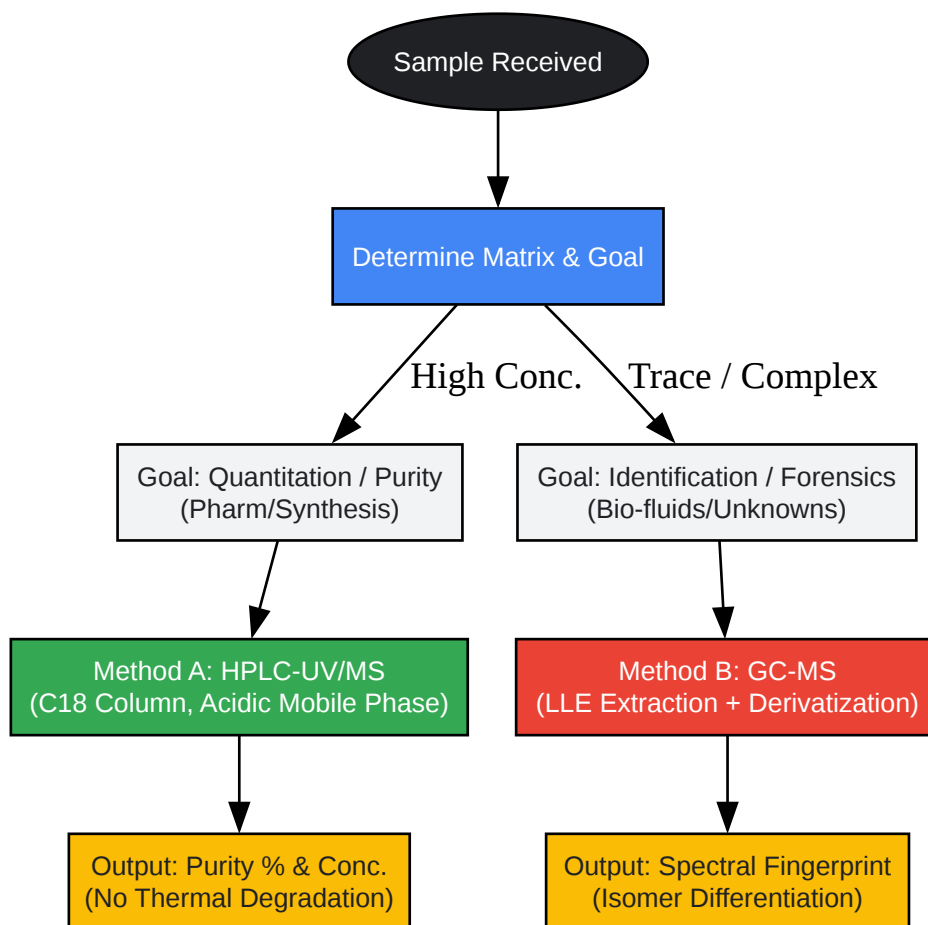 Sample Received
Determine Matrix & Goal
High Conc.
Trace / Complex
Goal: Quantitation / Purity
(Pharm/Synthesis)
Goal: Identification / Forensics
(Bio-fluids/Unknowns)
Method A: HPLC-UV/MS
(C18 Column, Acidic Mobile Phase)
Method B: GC-MS
(LLE Extraction + Derivatization)
Output: Purity % & Conc.
(No Thermal Degradation)
Output: Spectral Fingerprint
(Isomer Differentiation)